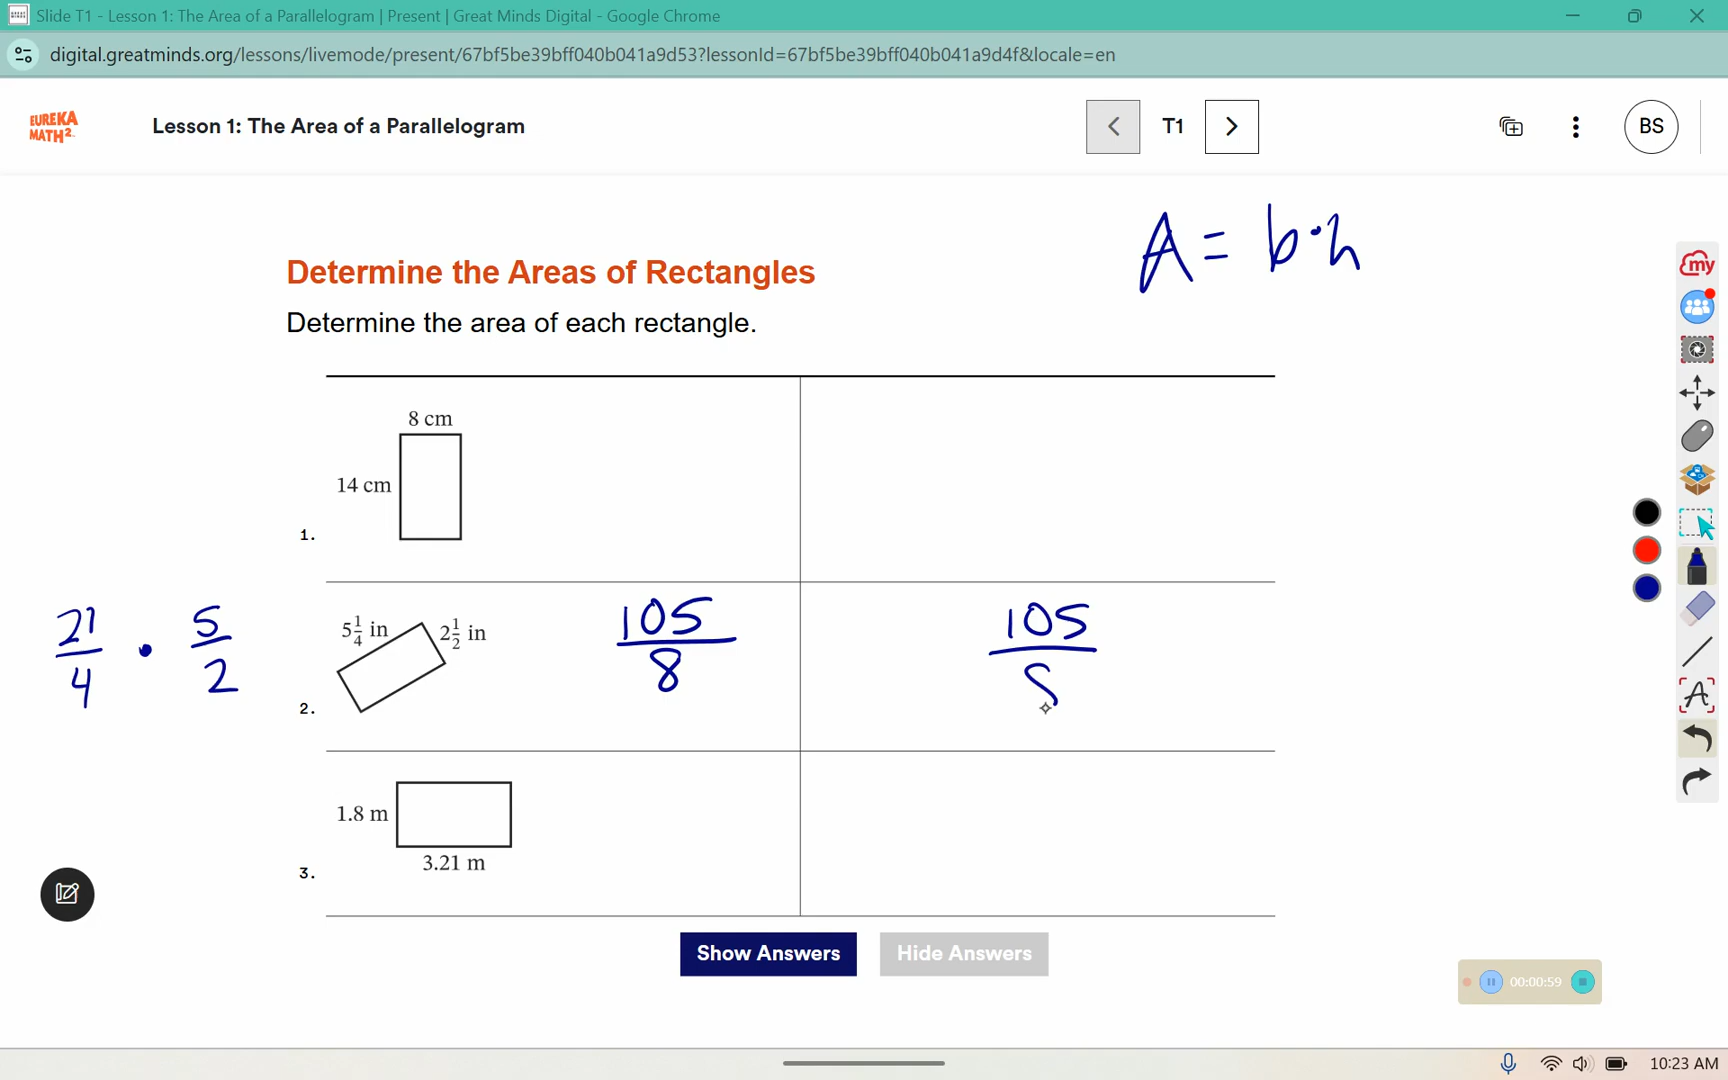 Slide T1 - Lesson 1: The Area of a Parallelogram | Present | Great Minds Digital - Google Chrome
digital.greatminds.org/lessons/livemode/present/67bf5be39bff040b041a9d53?lessonId=67bf5be39bff040b041a9d4f&locale=en
EUREKA
MATH²
Lesson 1: The Area of a Parallelogram
T1
BS
A = b·h
Determine the Areas of Rectangles
Determine the area of each rectangle.
8 cm
14 cm
1.
21/4 · 5/2
5 1/4 in
2 1/2 in
105/8
105/
2.
1.8 m
3.21 m
3.
Show Answers
Hide Answers
00:00:59
my
A
10:23 AM